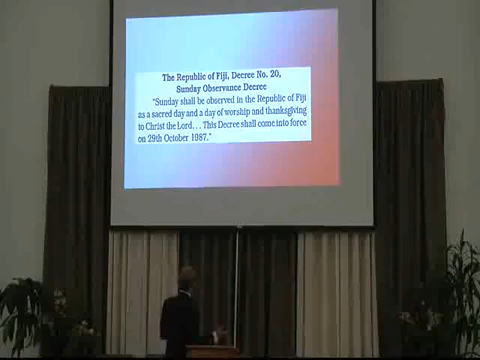 The Republic of Fiji, Decree No. 20,
Sunday Observance Decree
"Sunday shall be observed in the Republic of Fiji
as a sacred day and a day of worship and thanksgiving
to Christ the Lord. . . This Decree shall come into force
on 29th October 1987."